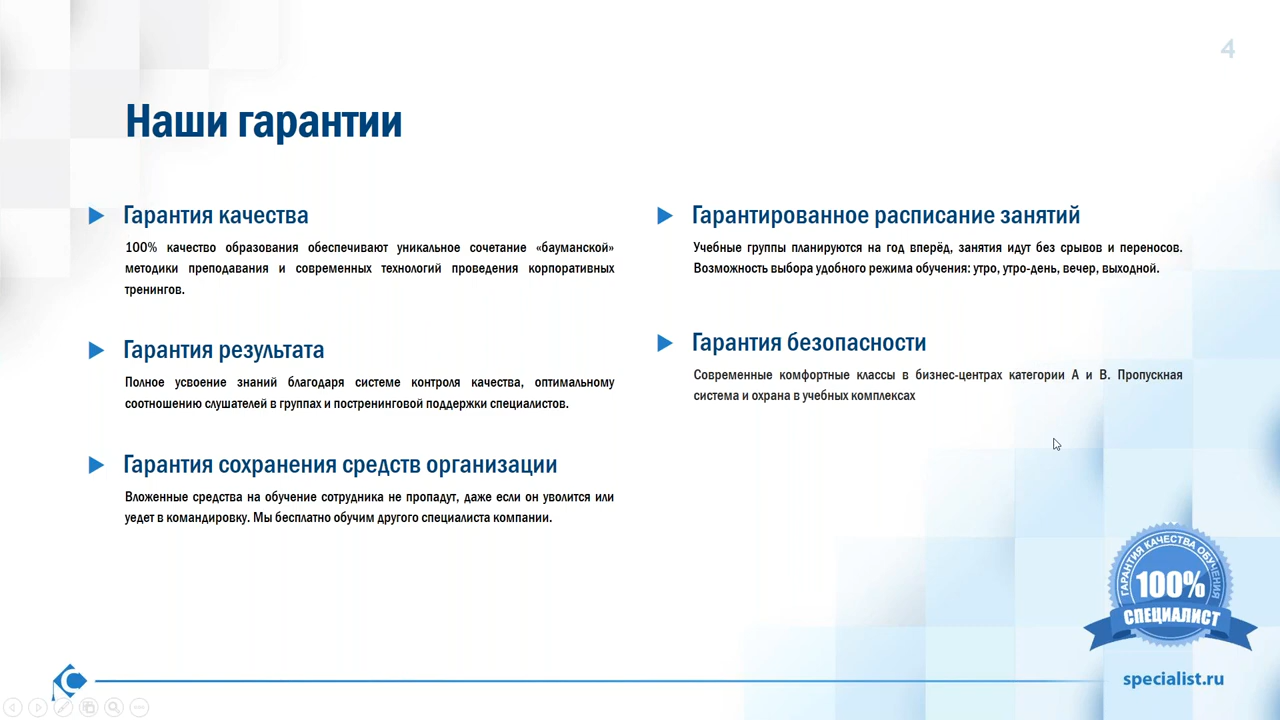 4
Наши гарантии
Гарантия качества
100% качество образования обеспечивают уникальное сочетание «бауманской»
методики преподавания и современных технологий проведения корпоративных
тренингов.
Гарантия результата
Полное усвоение знаний благодаря системе контроля качества, оптимальному
соотношению слушателей в группах и постренинговой поддержки специалистов.
Гарантия сохранения средств организации
Вложенные средства на обучение сотрудника не пропадут, даже если он уволится или
уедет в командировку. Мы бесплатно обучим другого специалиста компании.
Гарантированное расписание занятий
Учебные группы планируются на год вперёд, занятия идут без срывов и переносов.
Возможность выбора удобного режима обучения: утро, утро-день, вечер, выходной.
Гарантия безопасности
Современные комфортные классы в бизнес-центрах категории А и В. Пропускная
система и охрана в учебных комплексах
ГАРАНТИЯ КАЧЕСТВА ОБУЧЕНИЯ
100%
СПЕЦИАЛИСТ
specialist.ru